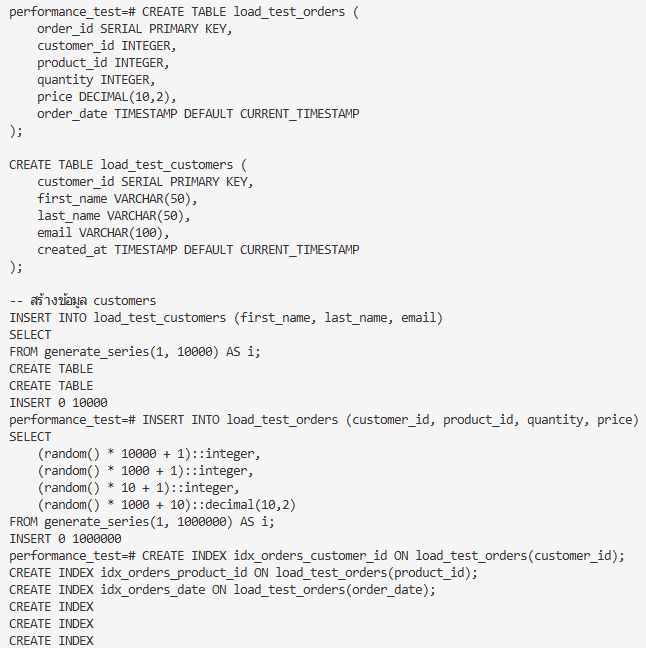 performance_test=# CREATE TABLE load_test_orders (
    order_id SERIAL PRIMARY KEY,
    customer_id INTEGER,
    product_id INTEGER,
    quantity INTEGER,
    price DECIMAL(10,2),
    order_date TIMESTAMP DEFAULT CURRENT_TIMESTAMP
);

CREATE TABLE load_test_customers (
    customer_id SERIAL PRIMARY KEY,
    first_name VARCHAR(50),
    last_name VARCHAR(50),
    email VARCHAR(100),
    created_at TIMESTAMP DEFAULT CURRENT_TIMESTAMP
);

-- สร้างข้อมูล customers
INSERT INTO load_test_customers (first_name, last_name, email)
SELECT
FROM generate_series(1, 10000) AS i;
CREATE TABLE
CREATE TABLE
INSERT 0 10000
performance_test=# INSERT INTO load_test_orders (customer_id, product_id, quantity, price)
SELECT
    (random() * 10000 + 1)::integer,
    (random() * 1000 + 1)::integer,
    (random() * 10 + 1)::integer,
    (random() * 1000 + 10)::decimal(10,2)
FROM generate_series(1, 1000000) AS i;
INSERT 0 1000000
performance_test=# CREATE INDEX idx_orders_customer_id ON load_test_orders(customer_id);
CREATE INDEX idx_orders_product_id ON load_test_orders(product_id);
CREATE INDEX idx_orders_date ON load_test_orders(order_date);
CREATE INDEX
CREATE INDEX
CREATE INDEX